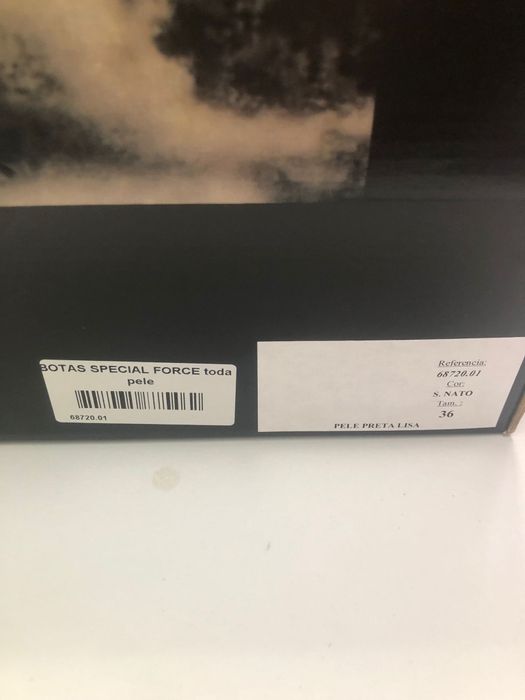 BOTAS SPECIAL FORCE toda
pele
68720.01
Referencia:
68720.01
Cor:
S. NATO
Tam. :
36
PELE PRETA LISA